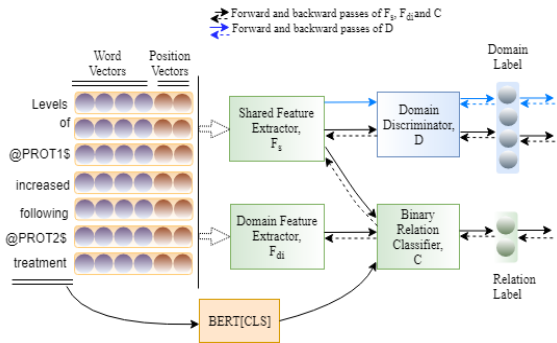 Forward and backward passes of Fs, Fdi and C
Forward and backward passes of D
Word
Vectors
Position
Vectors
Domain
Label
Levels
of
@PROT1$
increased
following
@PROT2$
treatment
Shared Feature
Extractor,
Fs
Domain
Discriminator,
D
Domain Feature
Extractor,
Fdi
Binary
Relation
Classifier,
C
Relation
Label
BERT[CLS]